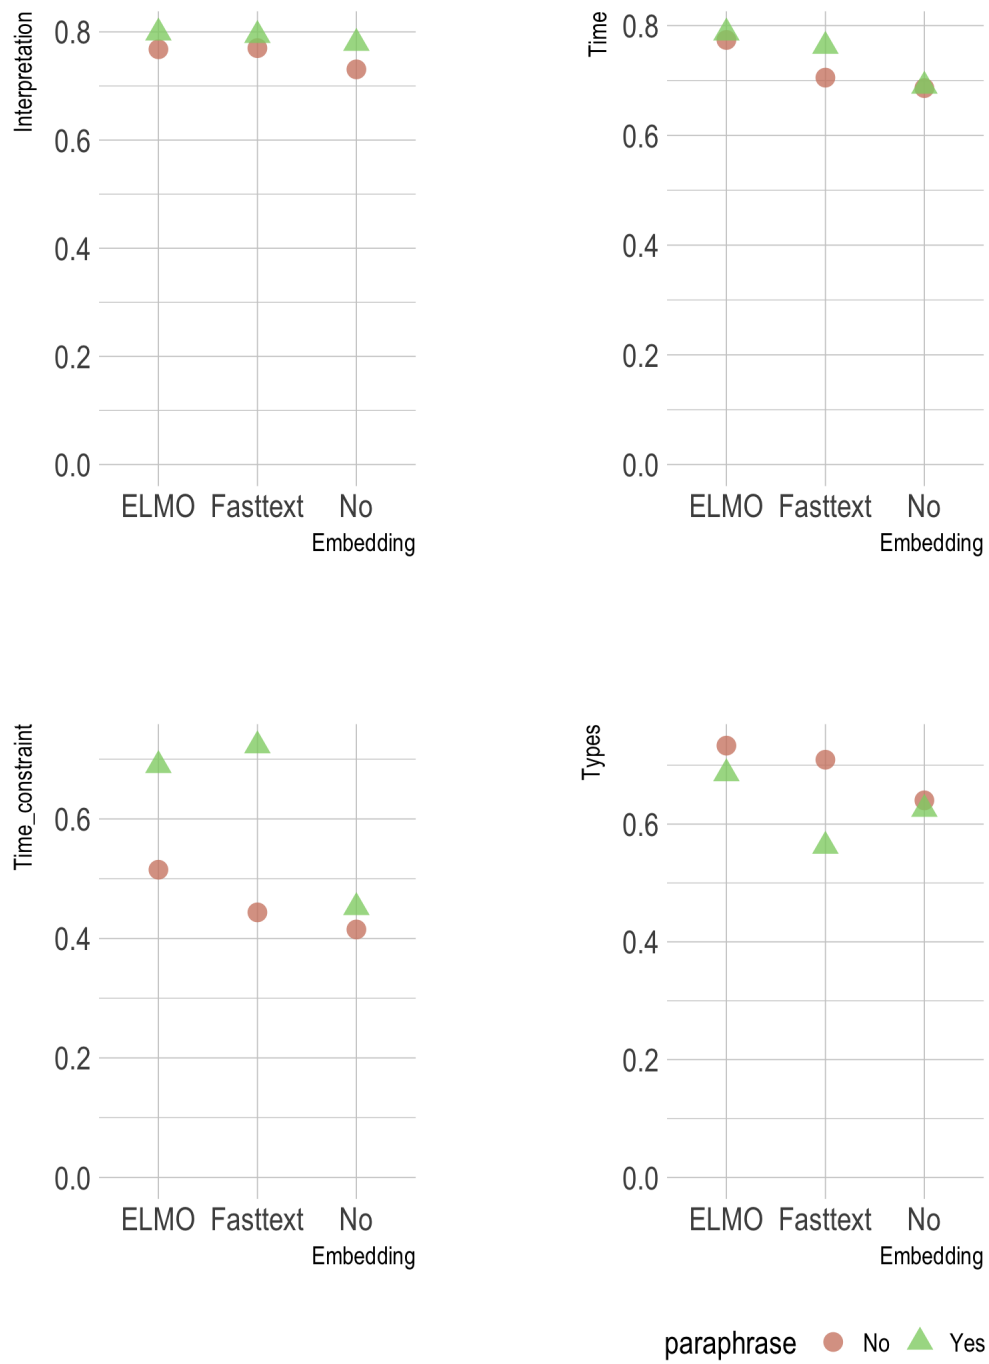 Interpretation
0.8
0.6
0.4
0.2
0.0
ELMO Fasttext No
Embedding
Time
0.8
0.6
0.4
0.2
0.0
ELMO Fasttext No
Embedding
Time_constraint
0.6
0.4
0.2
0.0
ELMO Fasttext No
Embedding
Types
0.6
0.4
0.2
0.0
ELMO Fasttext No
Embedding
paraphrase No Yes